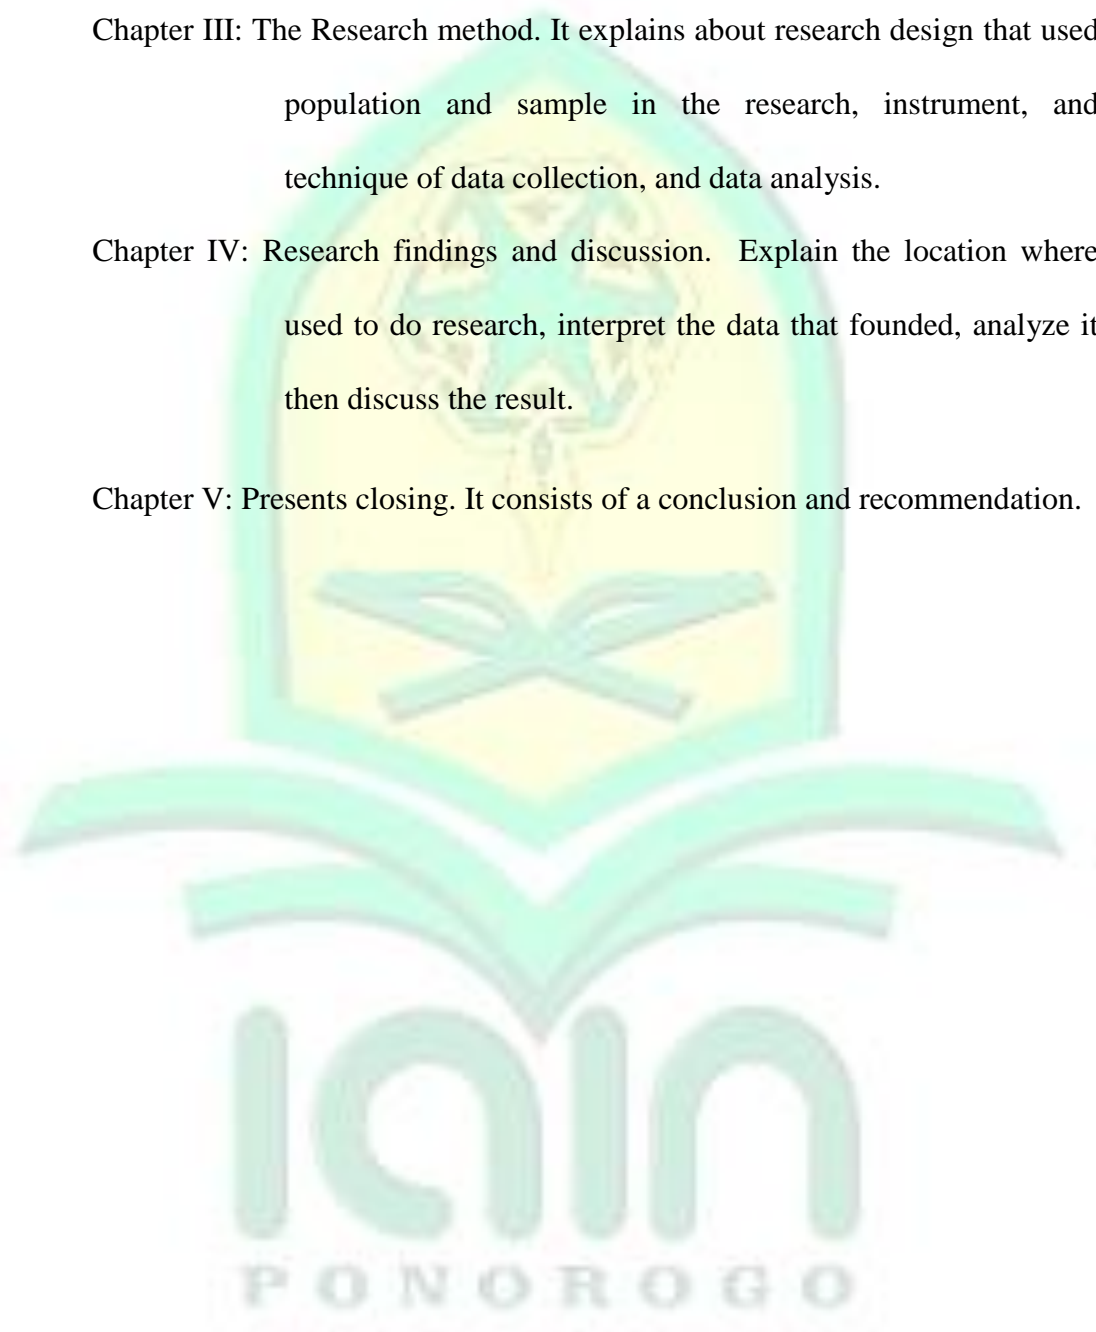 Chapter III: The Research method. It explains about research design that used
population and sample in the research, instrument, and
technique of data collection, and data analysis.
Chapter IV: Research findings and discussion. Explain the location where
used to do research, interpret the data that founded, analyze it
then discuss the result.
Chapter V: Presents closing. It consists of a conclusion and recommendation.
iain
PONOROGO